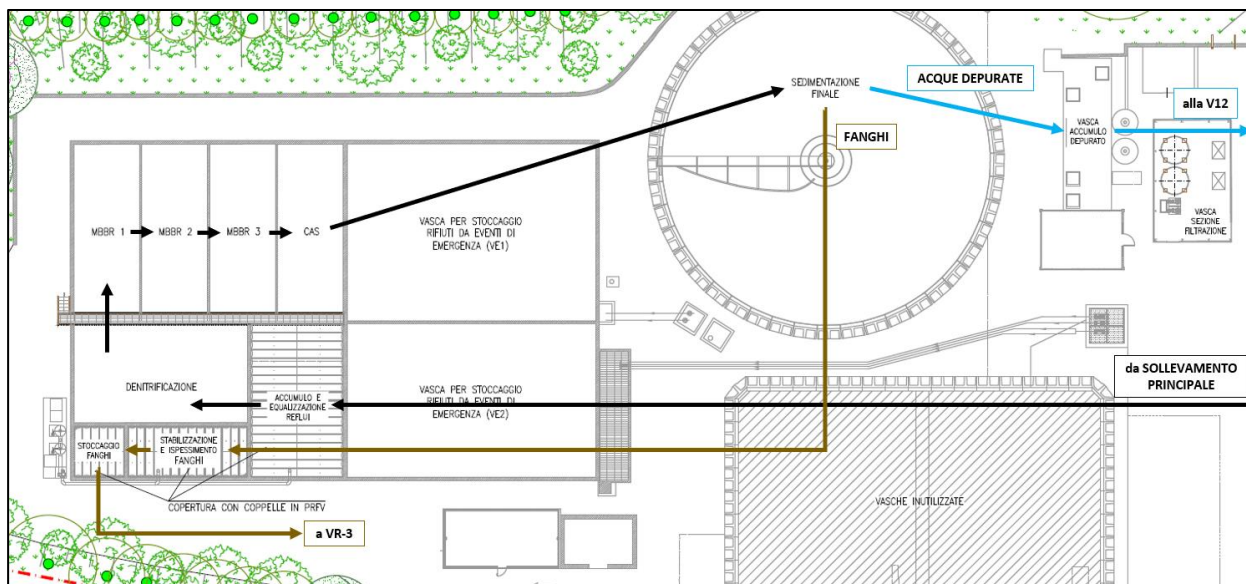 SEDIMENTAZIONE
FINALE
ACQUE DEPURATE
alla V12
VASCA
ACCUMULO
DEPURATO
FANGHI
VASCA
SEZIONE
FILTRAZIONE
MBBR 1
MBBR 2
MBBR 3
CAS
VASCA PER STOCCAGGIO
RIFIUTI DA EVENTI DI
EMERGENZA (VE1)
da SOLLEVAMENTO
PRINCIPALE
DENITRIFICAZIONE
ACCUMULO E
EQUALIZZAZIONE
REFLUI
VASCA PER STOCCAGGIO
RIFIUTI DA EVENTI DI
EMERGENZA (VE2)
STOCCAGGIO
FANGHI
STABILIZZAZIONE
E ISPESSIMENTO
FANGHI
COPERTURA CON COPPELLE IN PRFV
VASCHE INUTILIZZATE
a VR-3